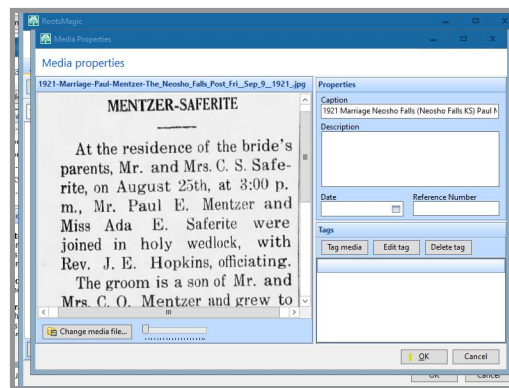 RootsMagic
Media Properties
Media properties
1921-Marriage-Paul-Mentzer-The_Neosho_Falls_Post_Fri__Sep_9__1921_.jpg
MENTZER-SAFERITE
At the residence of the bride's
parents, Mr. and Mrs. C. S. Safe-
rite, on August 25th, at 3:00 p.
m., Mr. Paul E. Mentzer and
Miss Ada E. Saferite were
joined in holy wedlock, with
Rev. J. E. Hopkins, officiating.
The groom is a son of Mr. and
Mrs. C. O. Mentzer and grew to
Change media file...
Properties
Caption
1921 Marriage Neosho Falls (Neosho Falls KS) Paul M
Description
Date
Reference Number
Tags
Tag media
Edit tag
Delete tag
OK
Cancel
OK
Cancel